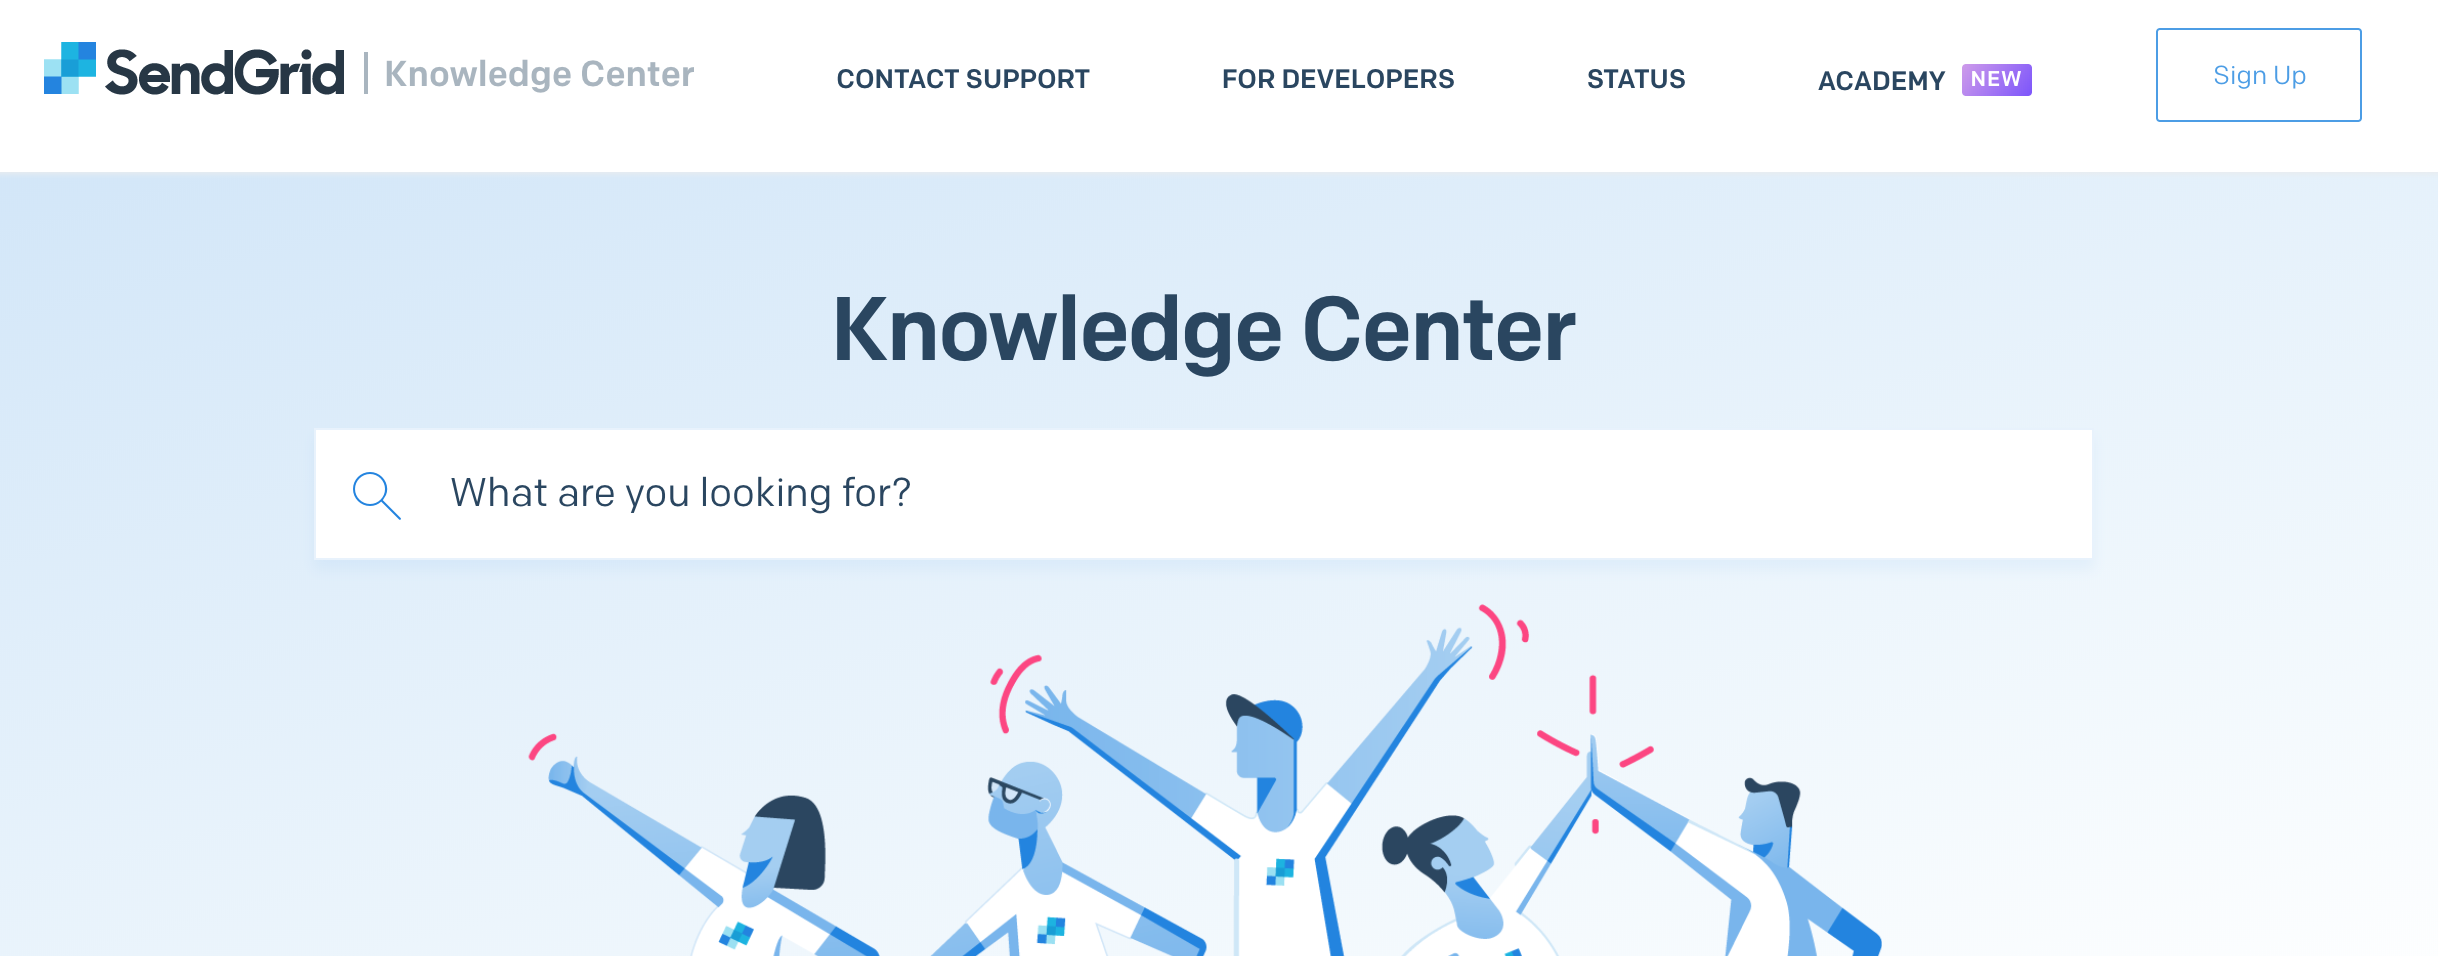 SendGrid | Knowledge Center
CONTACT SUPPORT
FOR DEVELOPERS
STATUS
ACADEMY NEW
Sign Up
Knowledge Center
What are you looking for?